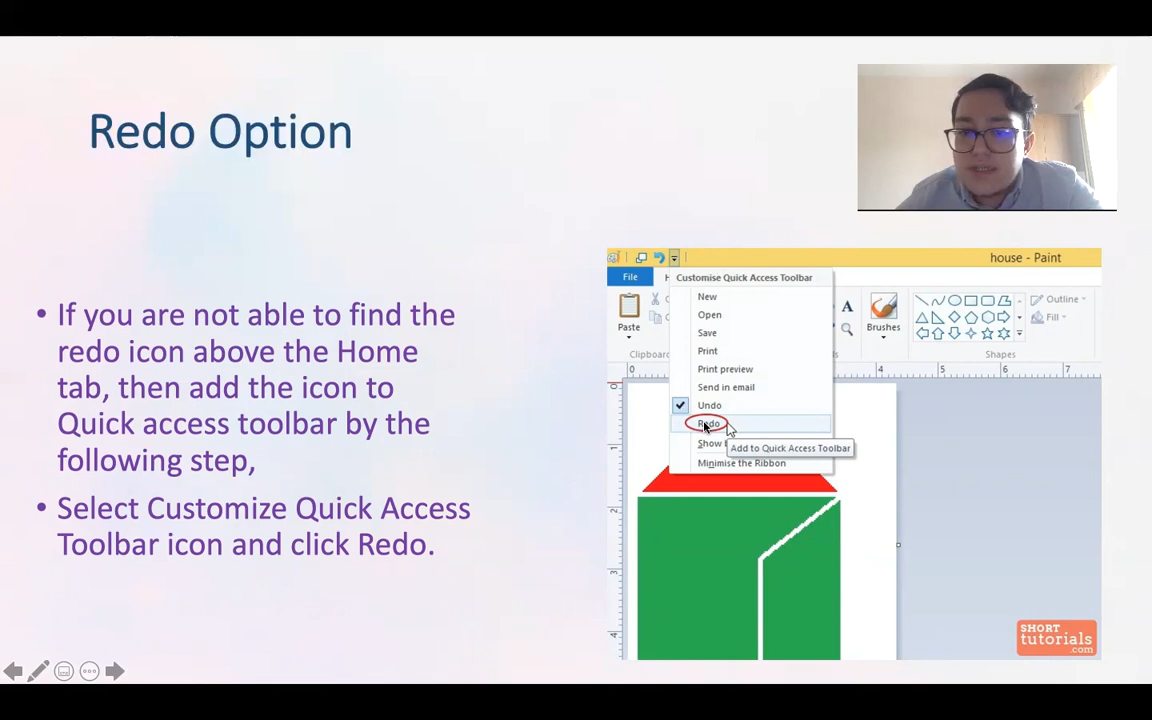 Redo Option
• If you are not able to find the
redo icon above the Home
tab, then add the icon to
Quick access toolbar by the
following step,
• Select Customize Quick Access
Toolbar icon and click Redo.
house - Paint
File
Customise Quick Access Toolbar
New
Open
Save
Print
Print preview
Send in email
Undo
Redo
Show
Minimise the Ribbon
Add to Quick Access Toolbar
Paste
Clipboard
A
Brushes
Outline
Fill
Shapes
0
4
5
6
7
0
1
2
3
4
SHORT
tutorials
.com